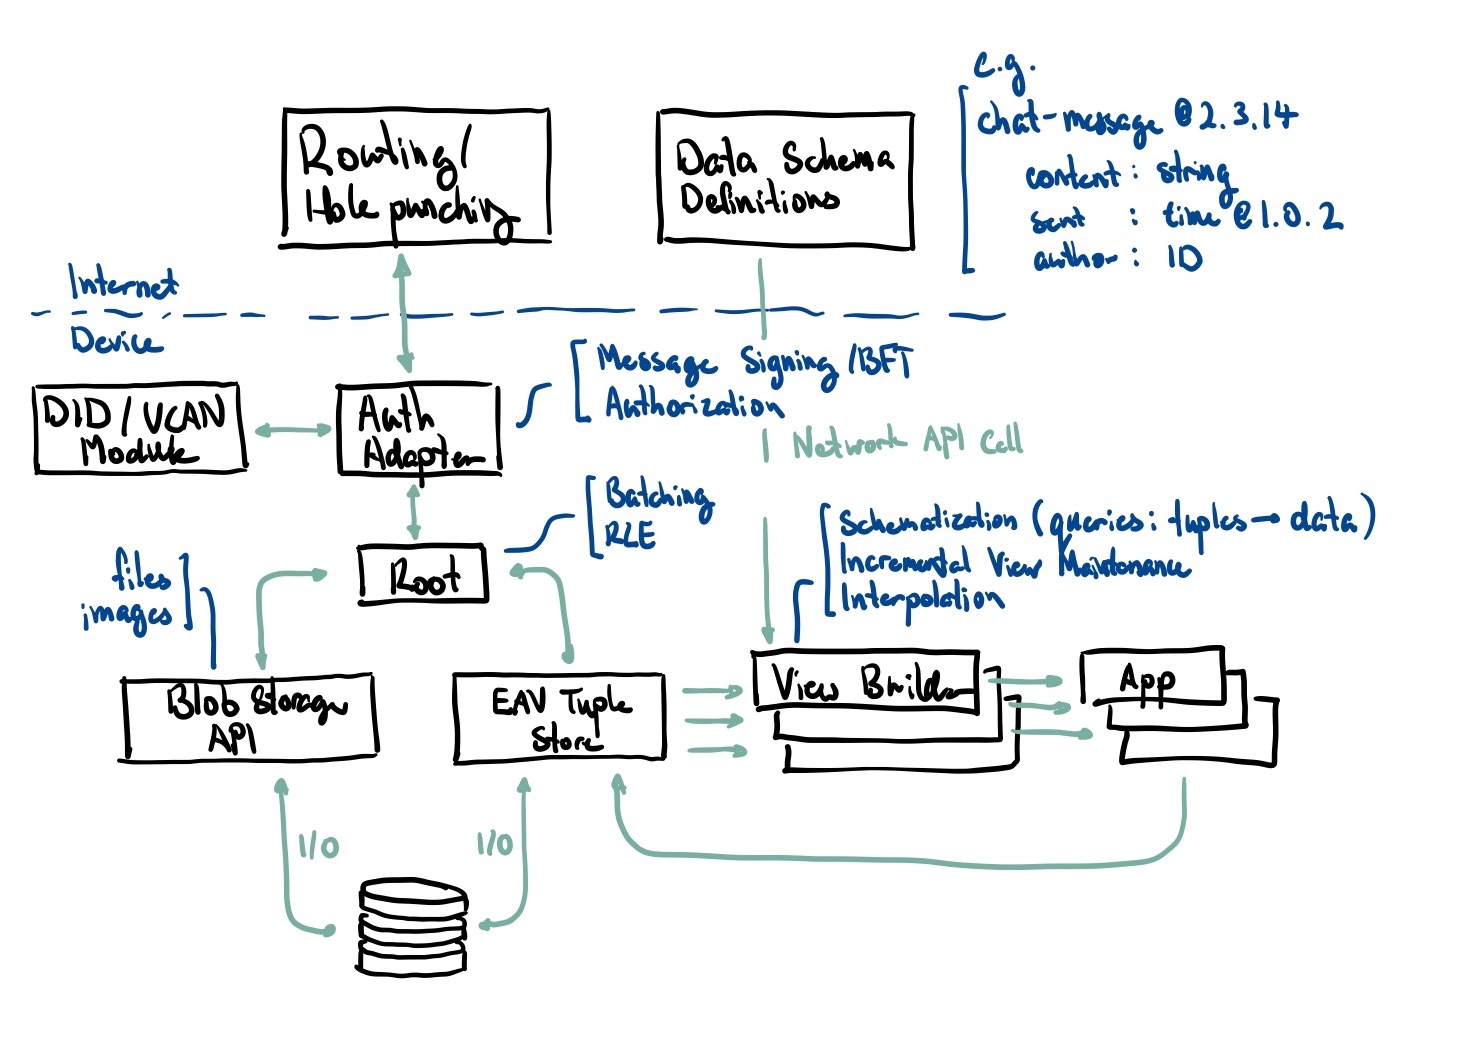 e.g.
Routing/
Hole punching
Data Schema
Definitions
chat-message @ 2.3.14
content : string
sent : time @ 1.0.2
author : ID
Internet
Device
DID / UCAN
Module
Auth
Adapter
Message Signing / BFT
Authorization
Network API Call
Batching
RLE
Root
files
images
Schematization (queries: tuples → data)
Incremental View Maintenance
Interpolation
Blob Storage
API
EAV Tuple
Store
View Builder
App
I/O
I/O